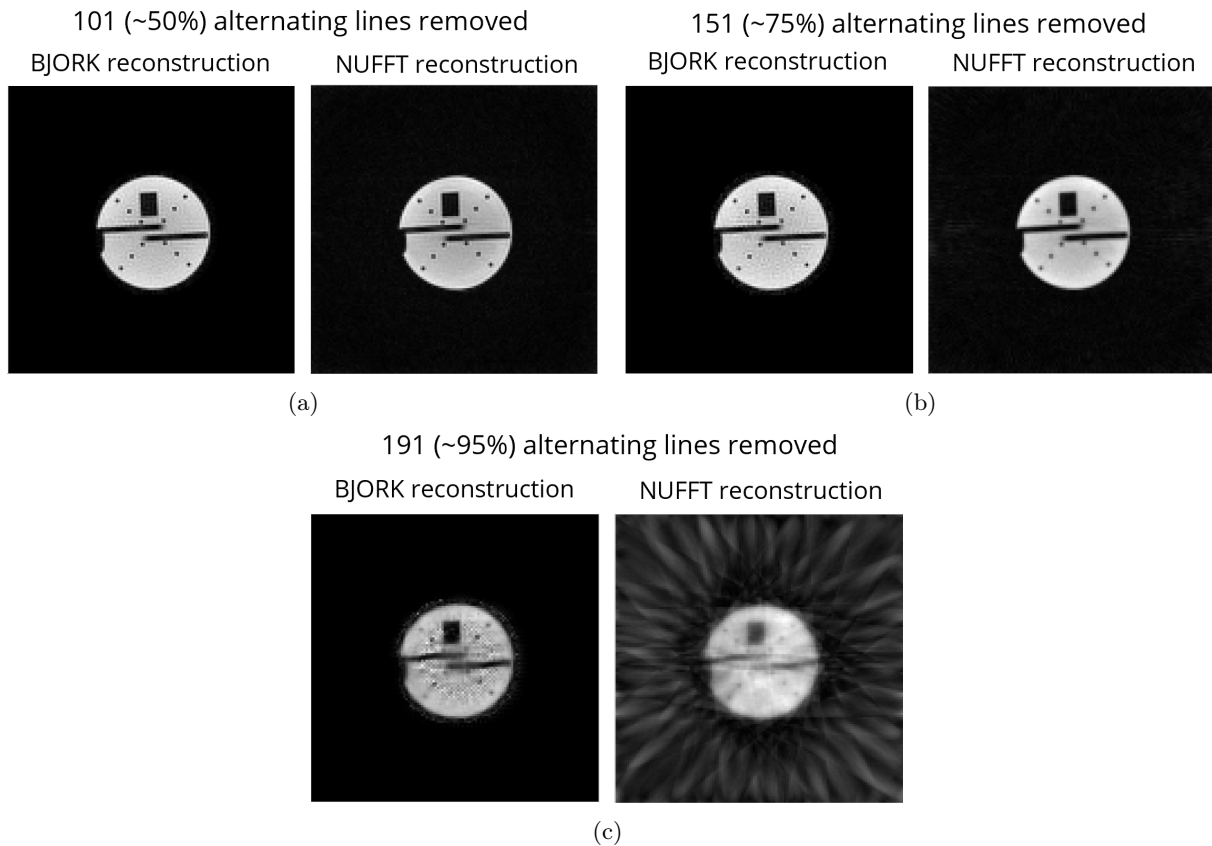 101 (~50%) alternating lines removed
BJORK reconstruction
NUFFT reconstruction
(a)
151 (~75%) alternating lines removed
BJORK reconstruction
NUFFT reconstruction
(b)
191 (~95%) alternating lines removed
BJORK reconstruction
NUFFT reconstruction
(c)